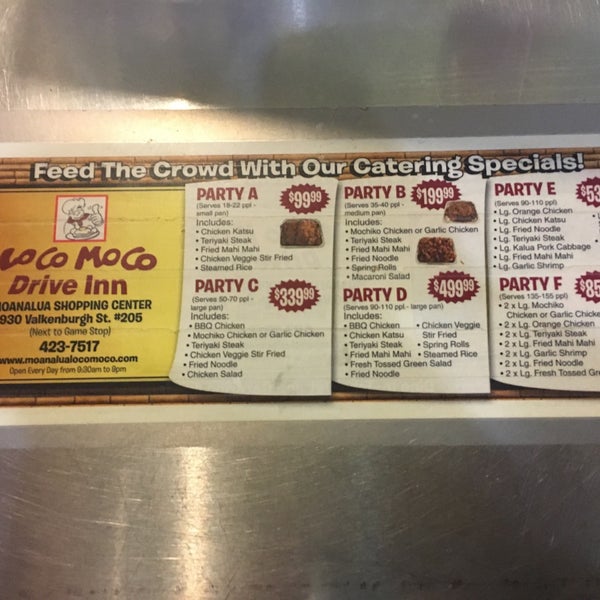 Feed The Crowd With Our Catering Specials!
LOCO MOCO
Drive Inn
MOANALUA SHOPPING CENTER
930 Valkenburgh St. #205
(Next to Game Stop)
423-7517
www.moanalualocomoco.com
Open Every Day from 9:30am to 9pm
PARTY A
$99.99
(Serves 18-22 ppl -
small pan)
Includes:
• Chicken Katsu
• Teriyaki Steak
• Fried Mahi Mahi
• Chicken Veggie Stir Fried
• Steamed Rice
PARTY C
$339.99
(Serves 50-70 ppl -
large pan)
Includes:
• BBQ Chicken
• Mochiko Chicken or Garlic Chicken
• Teriyaki Steak
• Chicken Veggie Stir Fried
• Fried Noodle
• Chicken Salad
PARTY B
$199.99
(Serves 35-40 ppl -
medium pan)
Includes:
• Mochiko Chicken or Garlic Chicken
• Teriyaki Steak
• Fried Mahi Mahi
• Fried Noodle
• Spring Rolls
• Macaroni Salad
PARTY D
$499.99
(Serves 90-110 ppl - large pan)
Includes:
• BBQ Chicken
• Chicken Katsu
• Teriyaki Steak
• Fried Mahi Mahi
• Fresh Tossed Green Salad
• Fried Noodle
• Chicken Veggie
Stir Fried
• Spring Rolls
• Steamed Rice
PARTY E
$53
(Serves 90-110 ppl)
• Lg. Orange Chicken
• Lg. Chicken Katsu
• Lg. Fried Noodle
• Lg. Teriyaki Steak
• Lg. Kalua Pork Cabbage
• Lg. Fried Mahi Mahi
• Lg. Garlic Shrimp
PARTY F
$85
(Serves 135-155 ppl)
• 2 x Lg. Mochiko
Chicken or Garlic Chicke
• 2 x Lg. Orange Chicken
• 2 x Lg. Teriyaki Steak
• 2 x Lg. Fried Mahi Mahi
• 2 x Lg. Garlic Shrimp
• 2 x Lg. Fried Noodle
• 2 x Lg. Fresh Tossed Gr